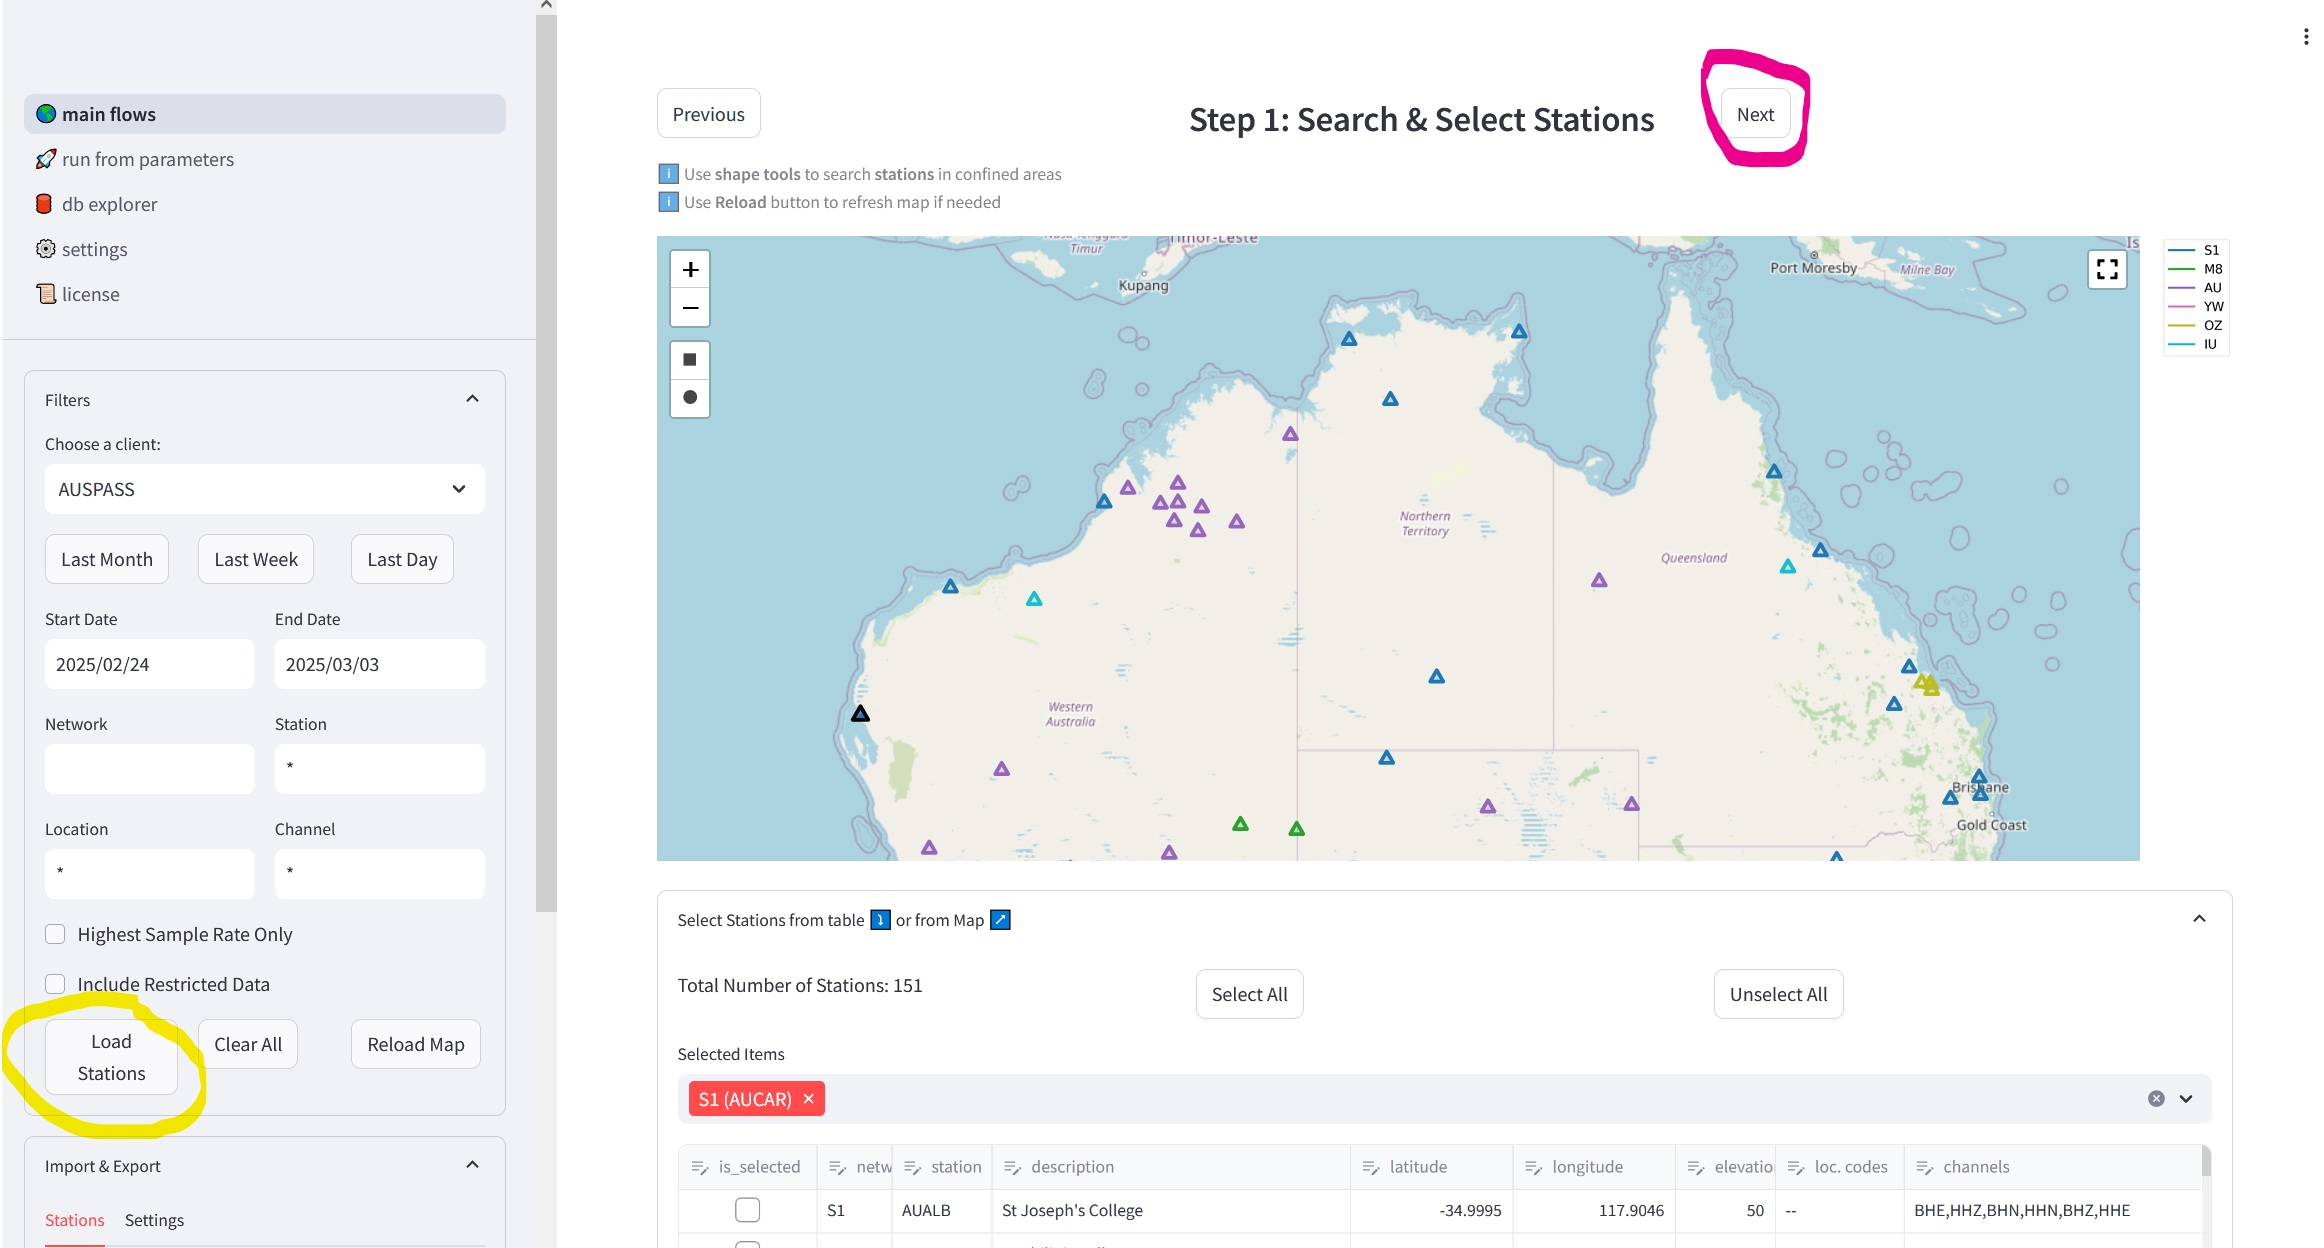 main flows
run from parameters
db explorer
settings
license
Filters
Choose a client:
AUSPASS
Last Month Last Week Last Day
Start Date End Date
2025/02/24 2025/03/03
Network Station
*
Location Channel
* *
Highest Sample Rate Only
Include Restricted Data
Load Stations Clear All Reload Map
Import & Export
Stations Settings
Previous
Step 1: Search & Select Stations
Next
i Use shape tools to search stations in confined areas
i Use Reload button to refresh map if needed
+
−
Timor-Leste
Timur
Kupang
Port Moresby
Milne Bay
Is
Northern
Territory
Queensland
Western
Australia
Brisbane
Gold Coast
S1
M8
AU
YW
OZ
IU
Select Stations from table or from Map
Total Number of Stations: 151
Select All
Unselect All
Selected Items
S1 (AUCAR) ×
is_selected netw station description latitude longitude elevatio loc. codes channels
S1 AUALB St Joseph's College -34.9995 117.9046 50 -- BHE,HHZ,BHN,HHN,BHZ,HHE